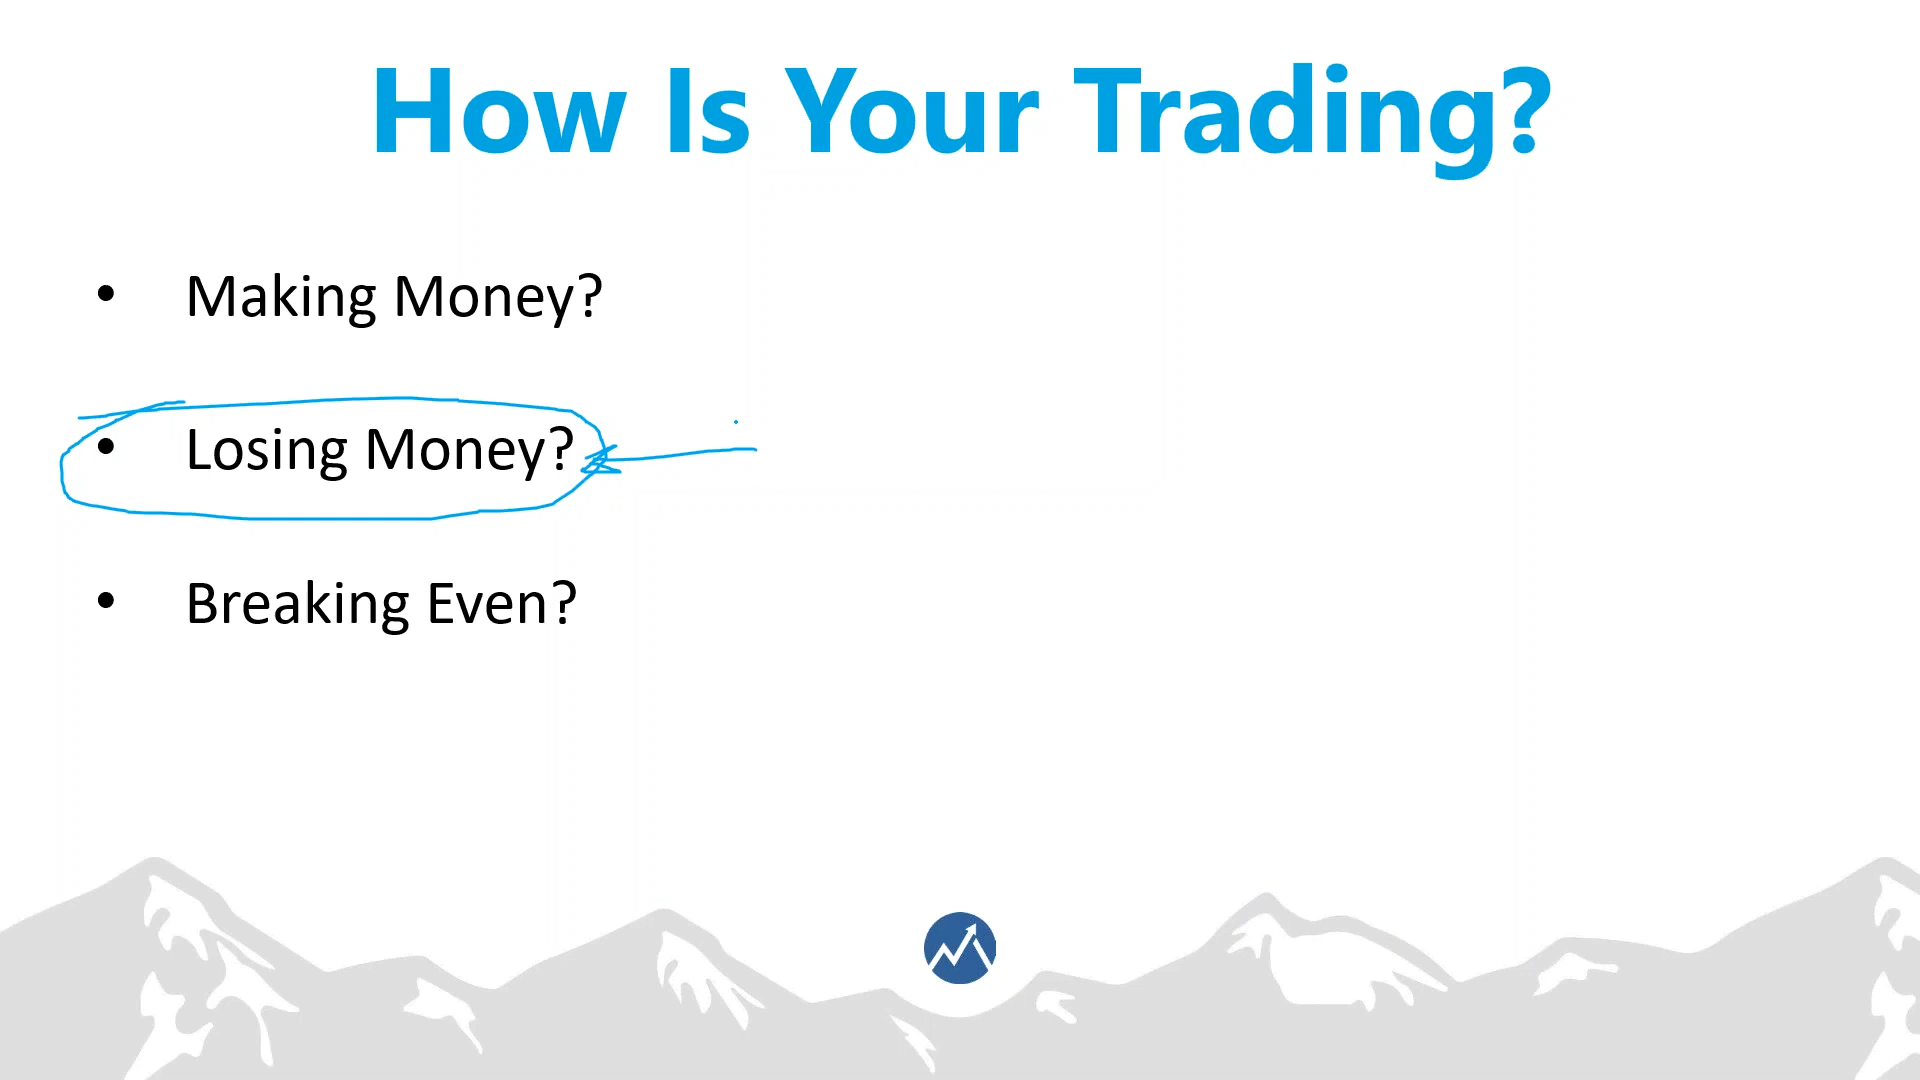 How Is Your Trading?
• Making Money?
• Losing Money?
• Breaking Even?